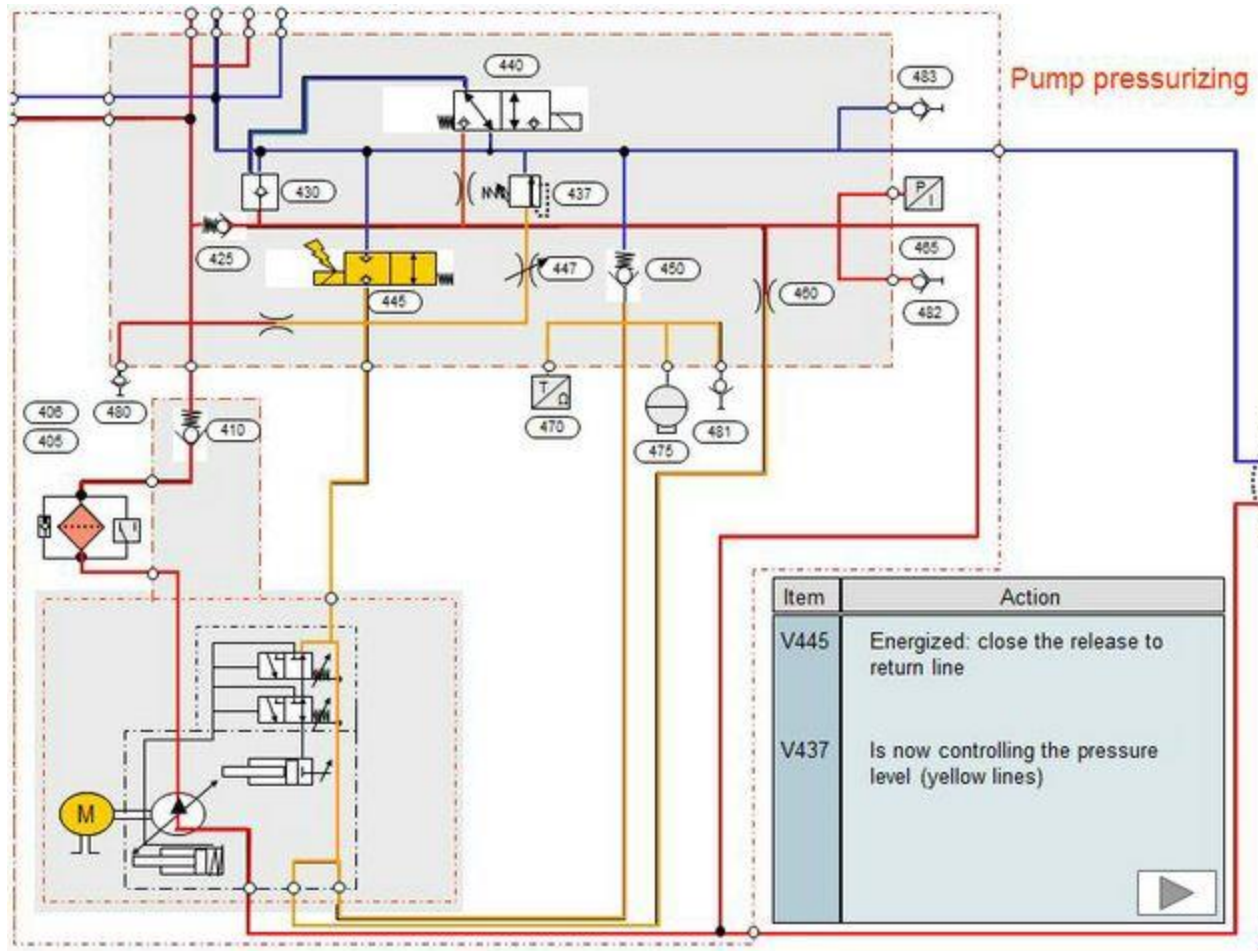 440
483
Pump pressurizing
430
437
P
I
425
447
450
465
445
460
482
406
405
480
410
T
Ω
470
475
481
Item
Action
V445
Energized: close the release to
return line
V437
Is now controlling the pressure
level (yellow lines)
M